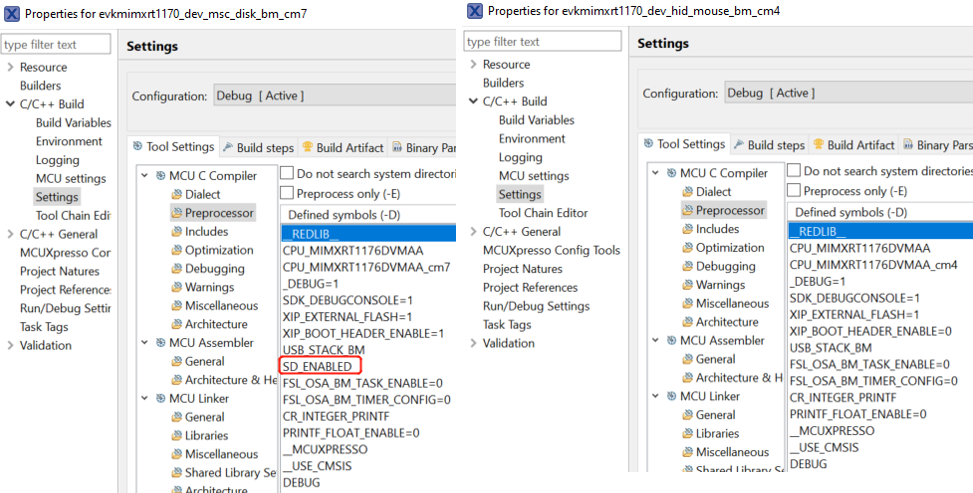 Properties for evkmimxrt1170_dev_msc_disk_bm_cm7
type filter text
Resource
Builders
C/C++ Build
Build Variables
Environment
Logging
MCU settings
Settings
Tool Chain Edi
C/C++ General
MCUXpresso Cor
Project Natures
Project Reference
Run/Debug Settir
Task Tags
Validation
Settings
Configuration:
Debug [ Active ]
Tool Settings
Build steps
Build Artifact
Binary Par
MCU C Compiler
Dialect
Preprocessor
Includes
Optimization
Debugging
Warnings
Miscellaneous
Architecture
MCU Assembler
General
Architecture & He
MCU Linker
General
Libraries
Miscellaneous
Shared Library Se
Architecture
Do not search system directori
Preprocess only (-E)
Defined symbols (-D)
__REDLIB__
CPU_MIMXRT1176DVMAA
CPU_MIMXRT1176DVMAA_cm7
_DEBUG=1
SDK_DEBUGCONSOLE=1
XIP_EXTERNAL_FLASH=1
XIP_BOOT_HEADER_ENABLE=1
USB_STACK_BM
SD_ENABLED
FSL_OSA_BM_TASK_ENABLE=0
FSL_OSA_BM_TIMER_CONFIG=0
CR_INTEGER_PRINTF
PRINTF_FLOAT_ENABLE=0
__MCUXPRESSO
__USE_CMSIS
DEBUG
Properties for evkmimxrt1170_dev_hid_mouse_bm_cm4
type filter text
Resource
Builders
C/C++ Build
Build Variables
Environment
Logging
MCU settings
Settings
Tool Chain Editor
C/C++ General
MCUXpresso Config Tools
Project Natures
Project References
Run/Debug Settings
Task Tags
Validation
Settings
Configuration:
Debug [ Active ]
Tool Settings
Build steps
Build Artifact
Binary Pars
MCU C Compiler
Dialect
Preprocessor
Includes
Optimization
Debugging
Warnings
Miscellaneous
Architecture
MCU Assembler
General
Architecture & H
MCU Linker
General
Libraries
Miscellaneous
Shared Library Se
Do not search system directories
Preprocess only (-E)
Defined symbols (-D)
__REDLIB__
CPU_MIMXRT1176DVMAA
CPU_MIMXRT1176DVMAA_cm4
_DEBUG=1
SDK_DEBUGCONSOLE=1
XIP_EXTERNAL_FLASH=1
XIP_BOOT_HEADER_ENABLE=0
USB_STACK_BM
FSL_OSA_BM_TASK_ENABLE=0
FSL_OSA_BM_TIMER_CONFIG=0
CR_INTEGER_PRINTF
PRINTF_FLOAT_ENABLE=0
__MCUXPRESSO
__USE_CMSIS
DEBUG